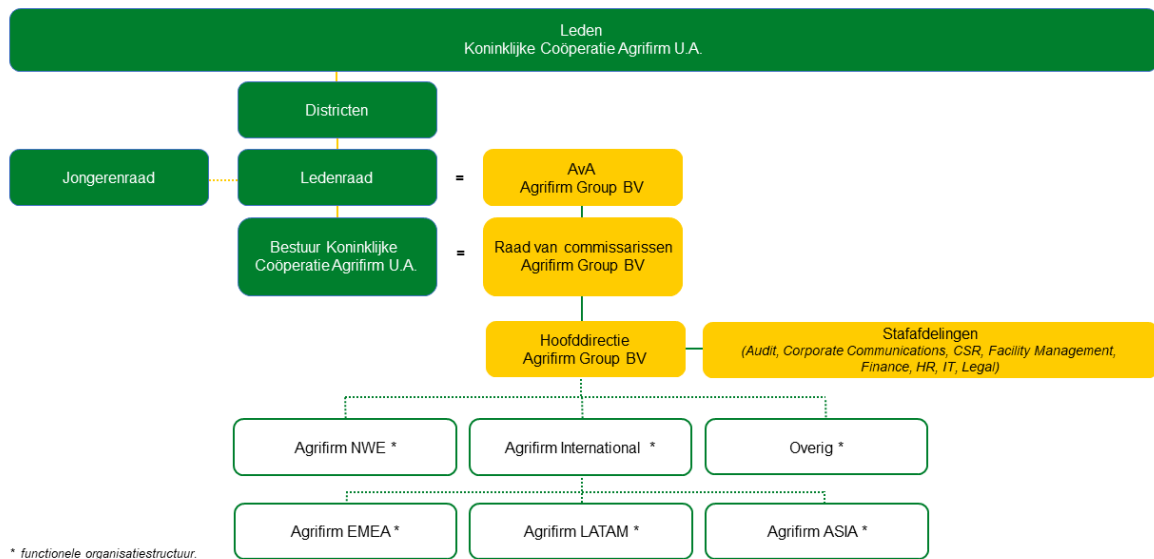 Leden
Koninklijke Coöperatie Agrifirm U.A.
Districten
Jongerenraad
Ledenraad
=
AvA
Agrifirm Group BV
Bestuur Koninklijke
Coöperatie Agrifirm U.A.
=
Raad van commissarissen
Agrifirm Group BV
Hoofddirectie
Agrifirm Group BV
Stafafdelingen
(Audit, Corporate Communications, CSR, Facility Management,
Finance, HR, IT, Legal)
Agrifirm NWE *
Agrifirm International *
Overig *
Agrifirm EMEA *
Agrifirm LATAM *
Agrifirm ASIA *
* functionele organisatiestructuur.